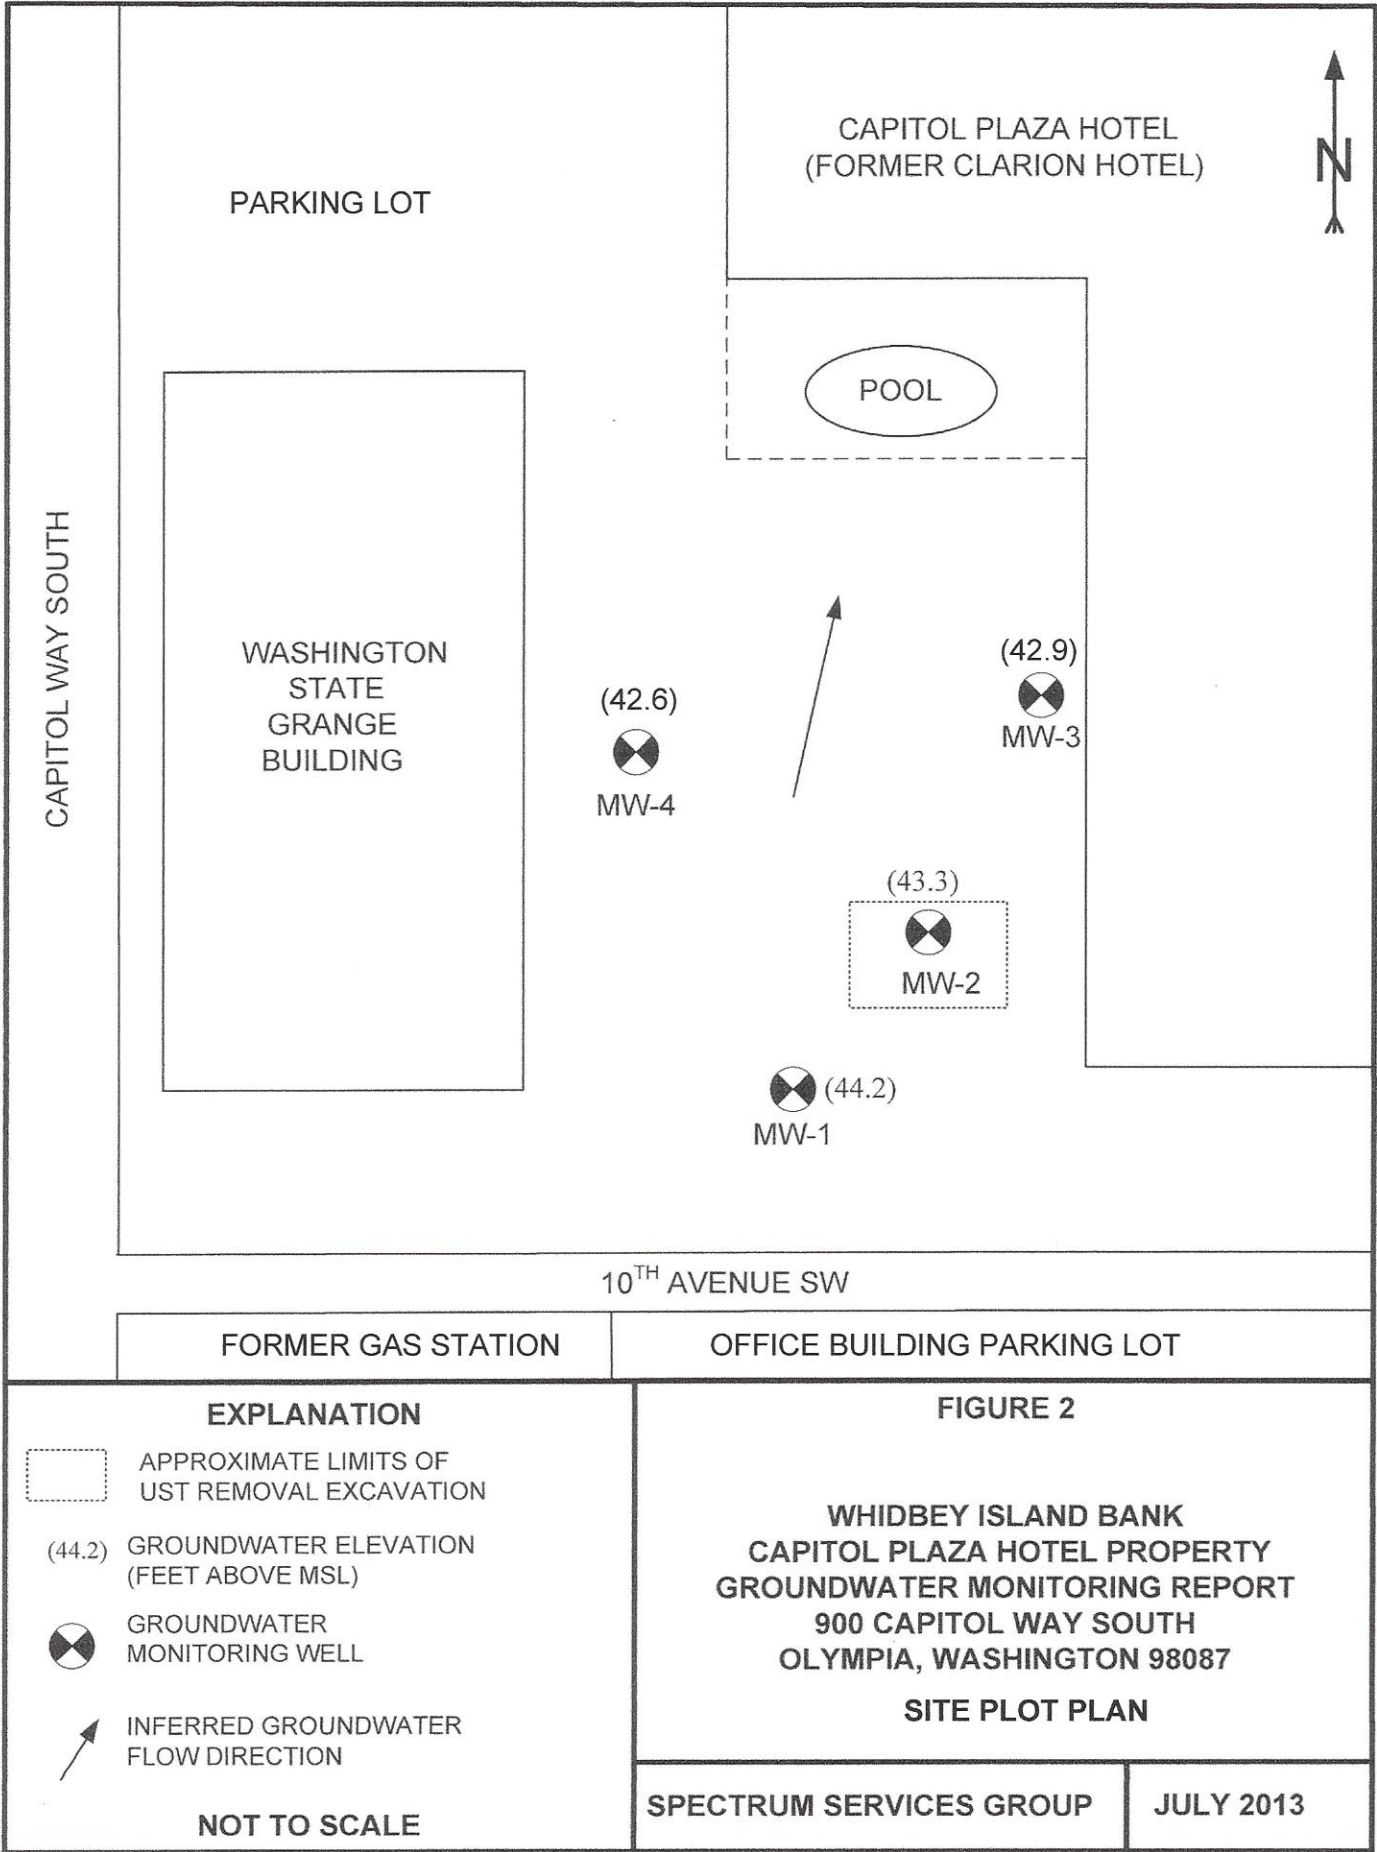 CAPITOL PLAZA HOTEL
(FORMER CLARION HOTEL)
N
PARKING LOT
POOL
CAPITOL WAY SOUTH
WASHINGTON
STATE
GRANGE
BUILDING
(42.6)
MW-4
(42.9)
MW-3
(43.3)
MW-2
(44.2)
MW-1
10TH AVENUE SW
FORMER GAS STATION
OFFICE BUILDING PARKING LOT
EXPLANATION
APPROXIMATE LIMITS OF
UST REMOVAL EXCAVATION
(44.2) GROUNDWATER ELEVATION
(FEET ABOVE MSL)
GROUNDWATER
MONITORING WELL
INFERRED GROUNDWATER
FLOW DIRECTION
NOT TO SCALE
FIGURE 2
WHIDBEY ISLAND BANK
CAPITOL PLAZA HOTEL PROPERTY
GROUNDWATER MONITORING REPORT
900 CAPITOL WAY SOUTH
OLYMPIA, WASHINGTON 98087
SITE PLOT PLAN
SPECTRUM SERVICES GROUP
JULY 2013